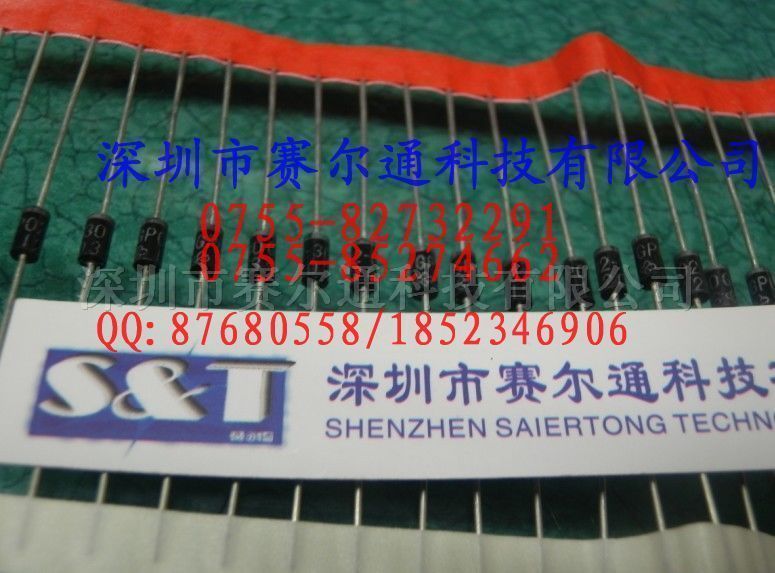 深圳市赛尔通科技有限公司
0755-82732291
0755-85274662
深圳市赛尔通科技有限公司
QQ: 87680558/1852346906
S&T
深圳市赛尔通科技
SHENZHEN SAIERTONG TECHNO